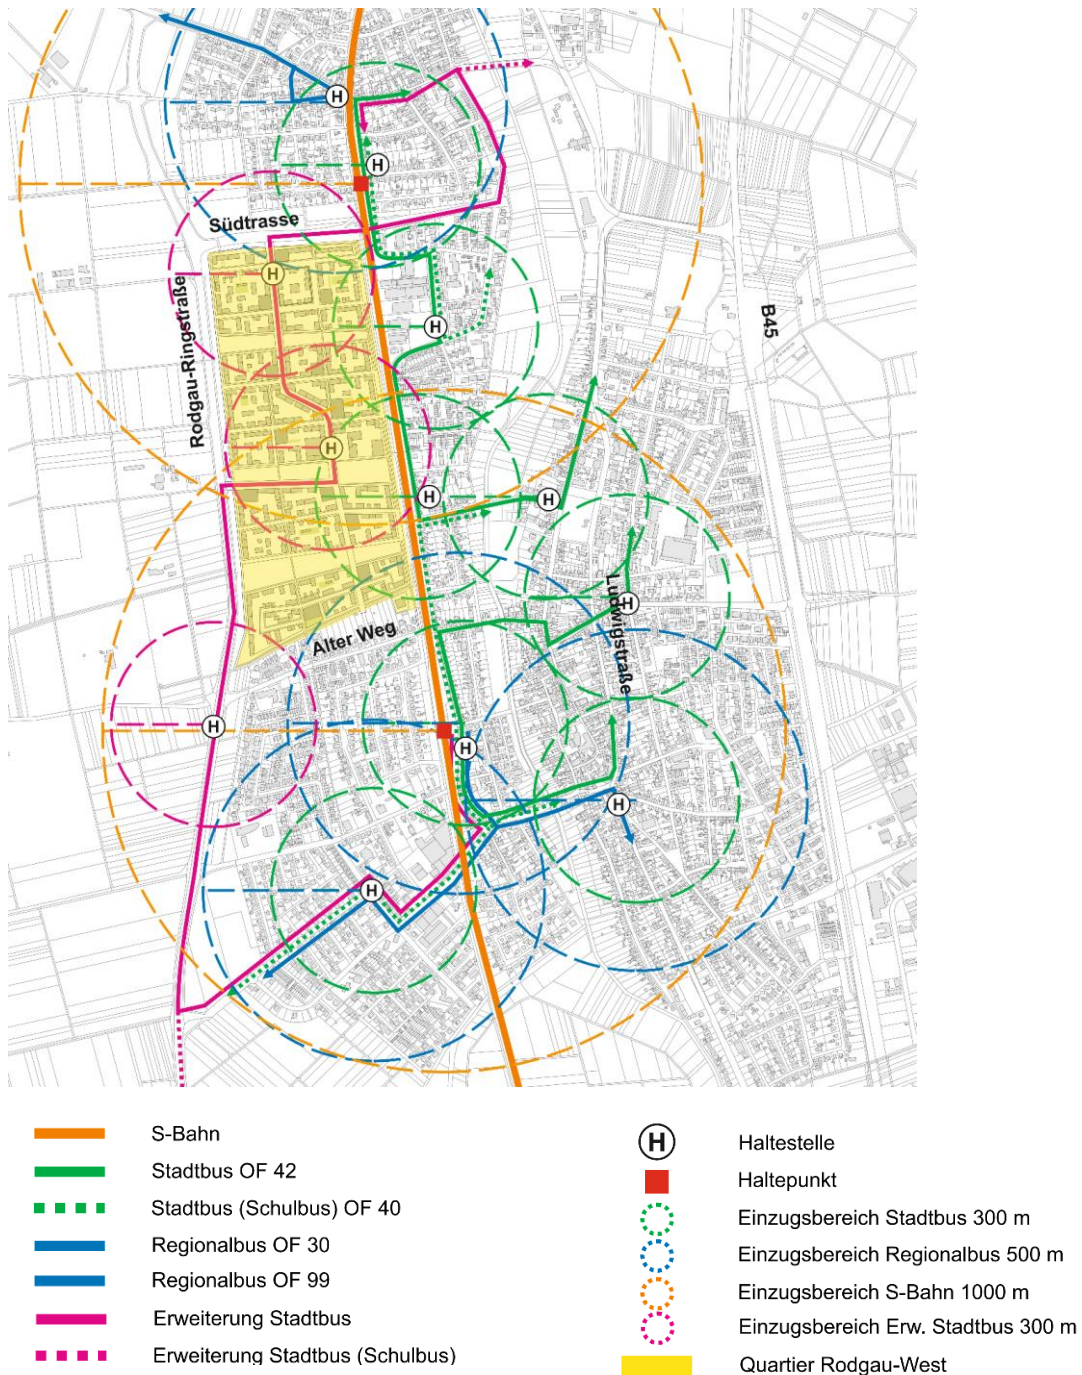 H
H
Südtrasse
H
Rodgau-Ringstraße
B45
H
H
H
H
Ludwigstraße
H
Alter Weg
H
H
H
H
S-Bahn
Stadtbus OF 42
Stadtbus (Schulbus) OF 40
Regionalbus OF 30
Regionalbus OF 99
Erweiterung Stadtbus
Erweiterung Stadtbus (Schulbus)
H Haltestelle
Haltepunkt
Einzugsbereich Stadtbus 300 m
Einzugsbereich Regionalbus 500 m
Einzugsbereich S-Bahn 1000 m
Einzugsbereich Erw. Stadtbus 300 m
Quartier Rodgau-West